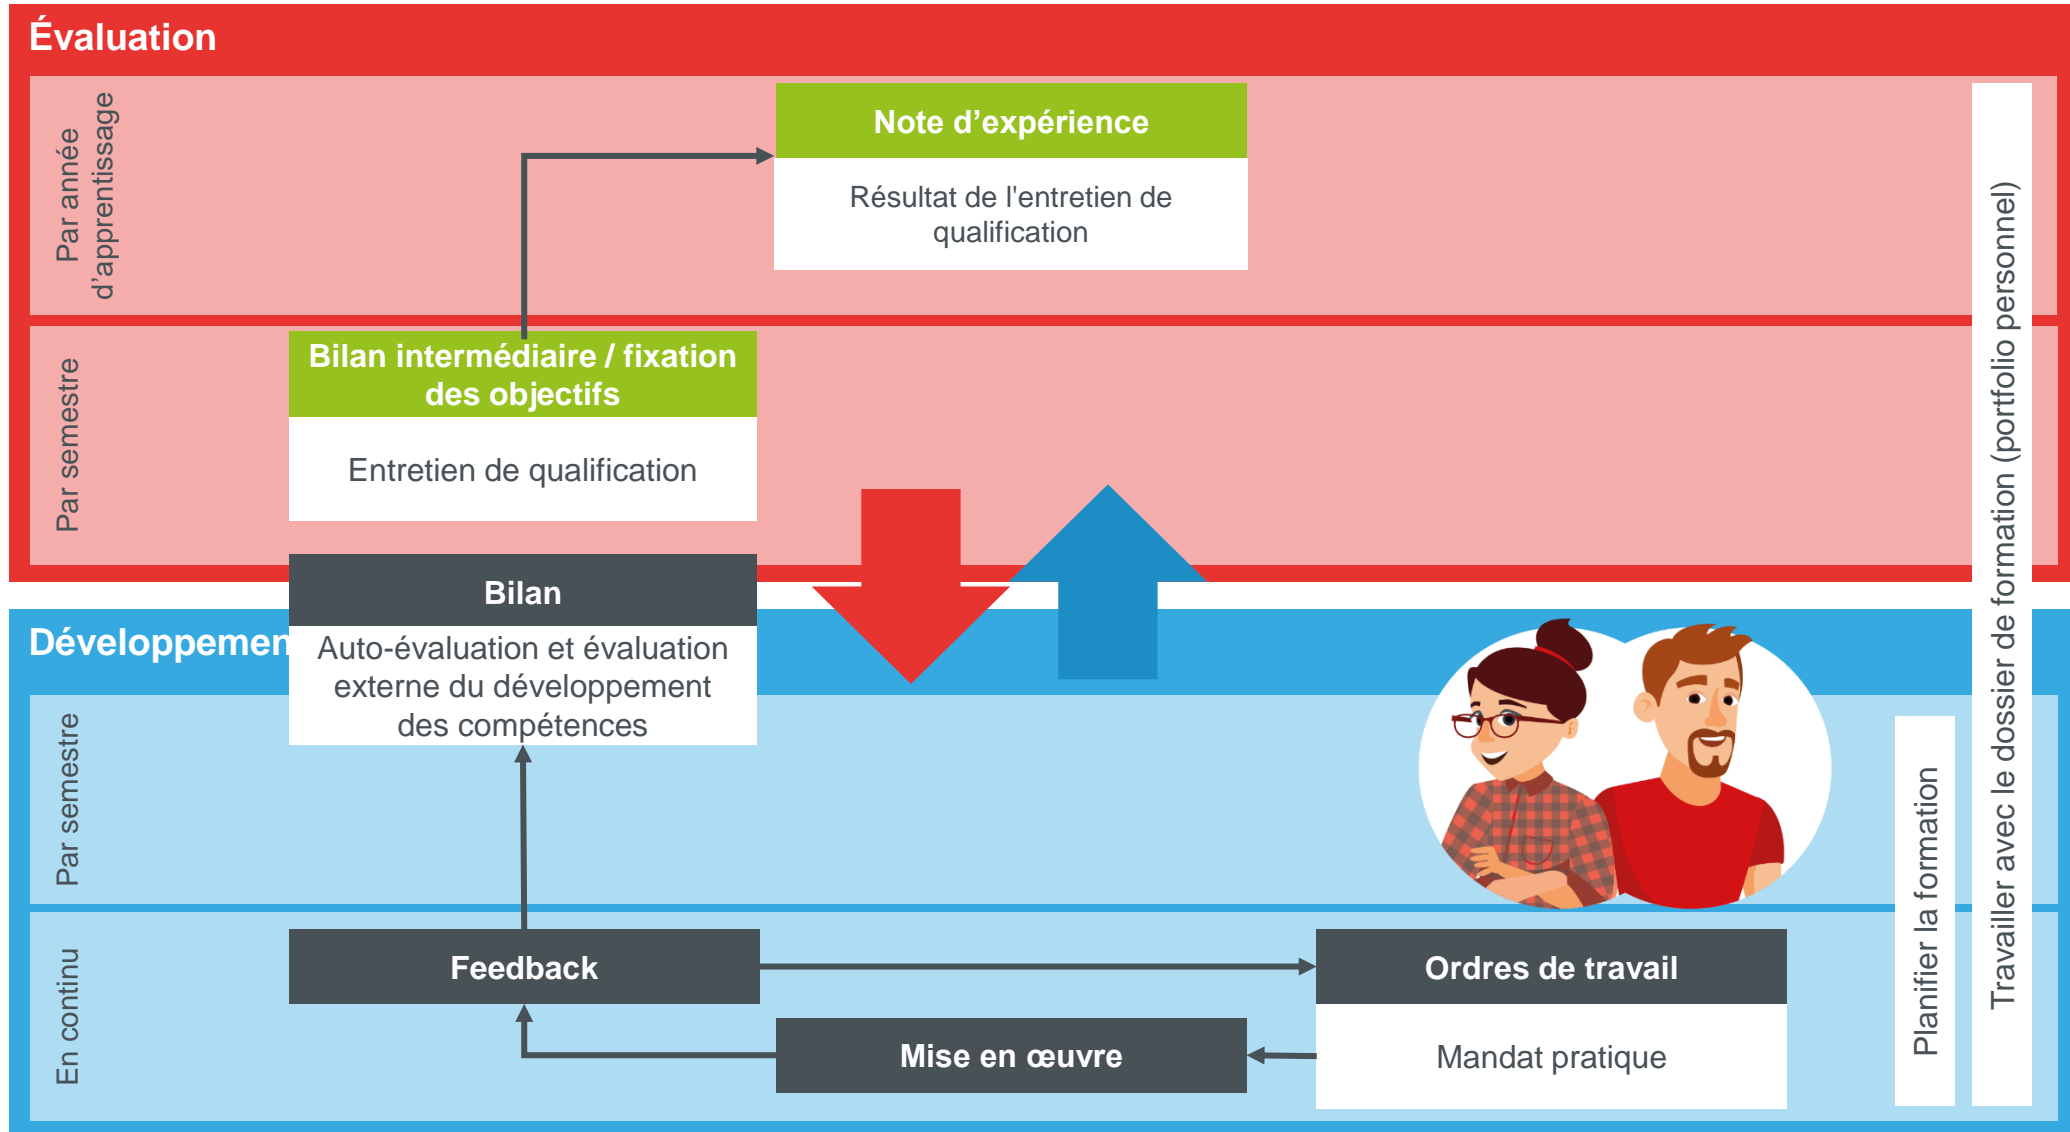 Évaluation
Par année
d’apprentissage
Note d’expérience
Résultat de l'entretien de
qualification
Par semestre
Bilan intermédiaire / fixation
des objectifs
Entretien de qualification
Bilan
Auto-évaluation et évaluation
externe du développement
des compétences
Développemen
Par semestre
En continu
Feedback
Ordres de travail
Mandat pratique
Mise en œuvre
Planifier la formation
Travailler avec le dossier de formation (portfolio personnel)